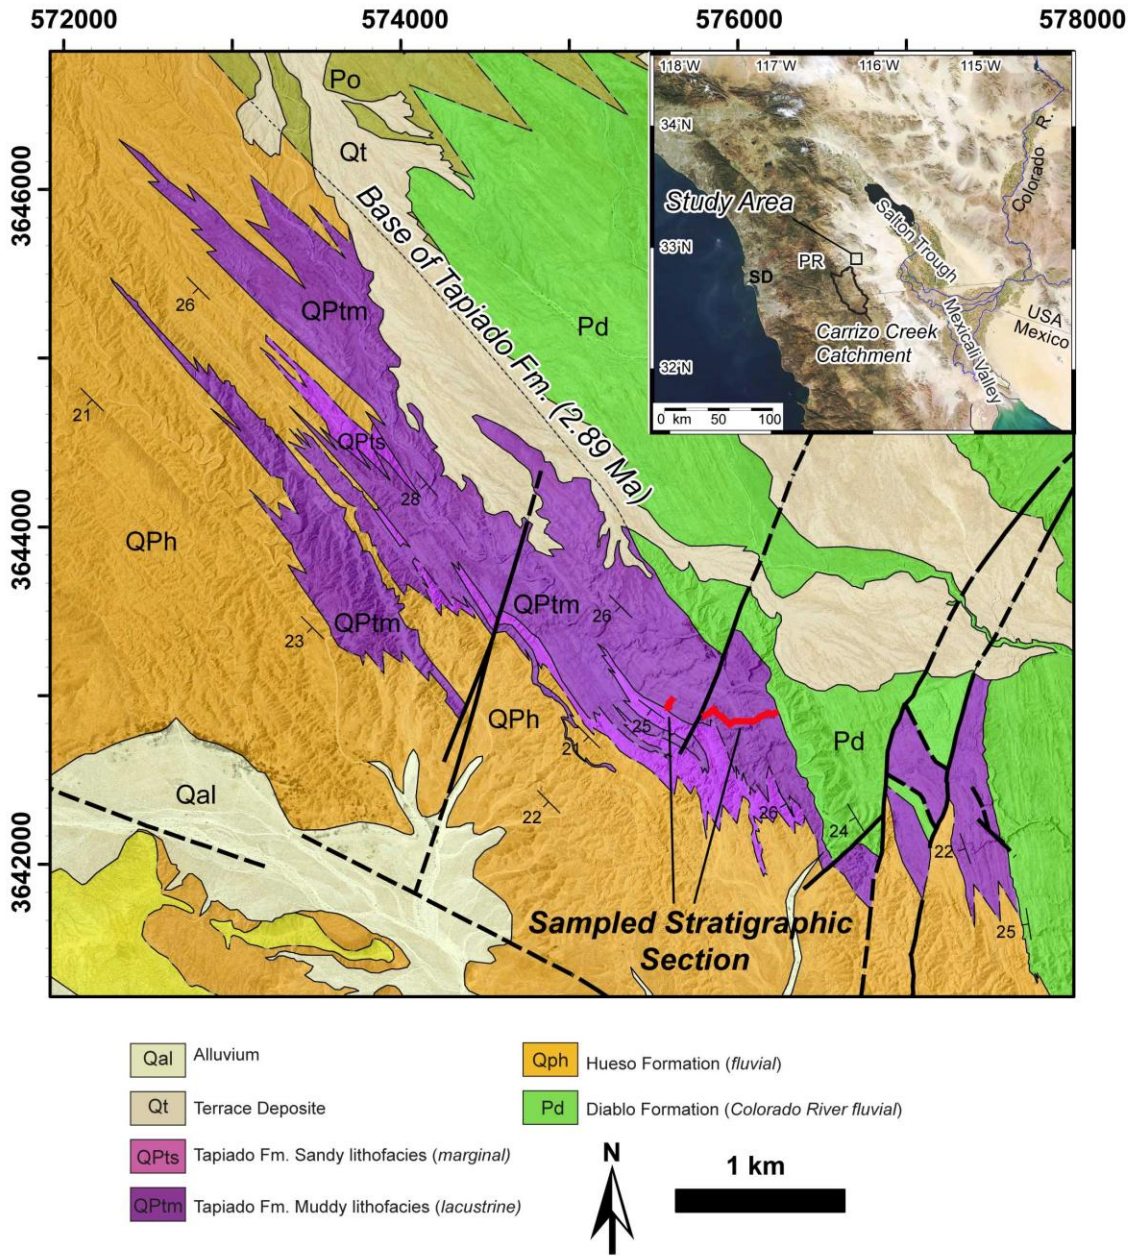 572000
574000
576000
578000
3646000
3644000
3642000
Po
Qt
Base of Tapiado Fm. (2.89 Ma)
Pd
26
QPtm
21
QPts
28
QPh
QPtm
26
QPtm
23
QPh
25
21
22
26
Pd
24
22
25
Qal
Sampled Stratigraphic
Section
118°W
117°W
116°W
115°W
34°N
33°N
32°N
Study Area
PR
SD
Salton Trough
Colorado R.
Carrizo Creek
Catchment
Mexicali Valley
USA
Mexico
0 km 50 100
Qal Alluvium
Qt Terrace Deposite
QPts Tapiado Fm. Sandy lithofacies (marginal)
QPtm Tapiado Fm. Muddy lithofacies (lacustrine)
Qph Hueso Formation (fluvial)
Pd Diablo Formation (Colorado River fluvial)
N
1 km